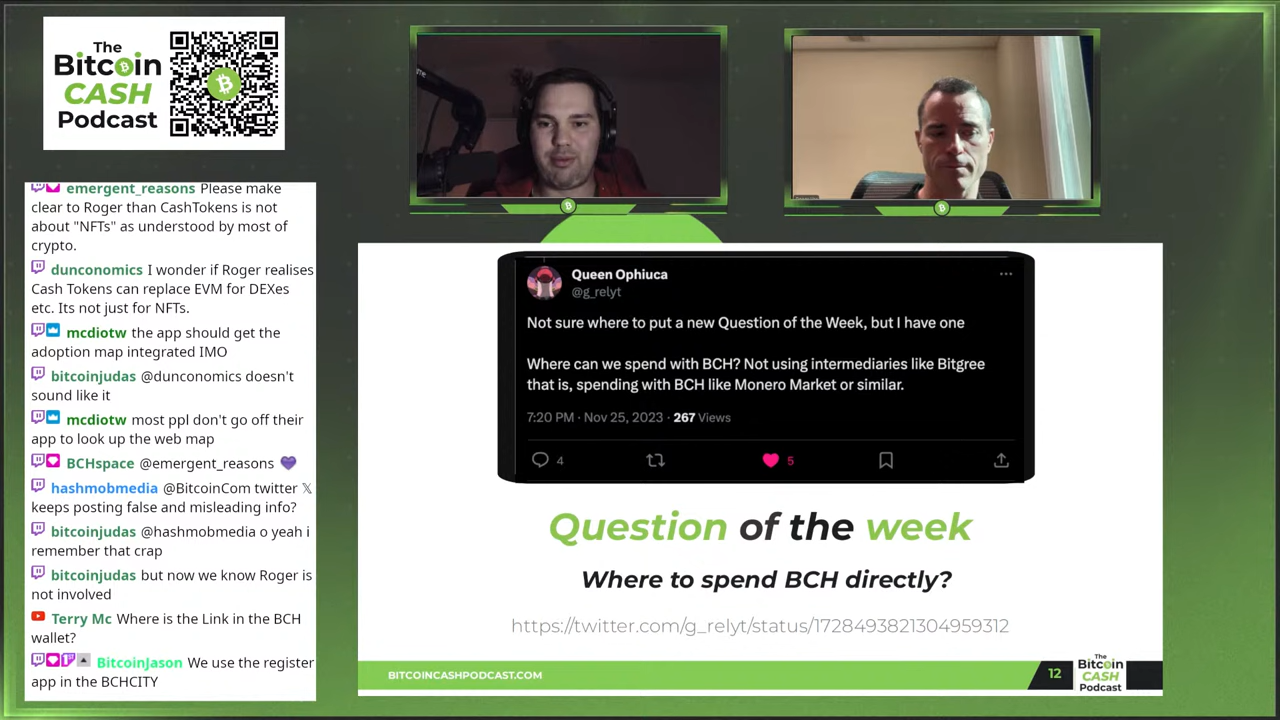 The
Bitcoin
CASH
Podcast
emergent_reasons Please make
clear to Roger than CashTokens is not
about "NFTs" as understood by most of
crypto.
dunconomics I wonder if Roger realises
Cash Tokens can replace EVM for DEXes
etc. Its not just for NFTs.
mcdiotw the app should get the
adoption map integrated IMO
bitcoinjudas @dunconomics doesn't
sound like it
mcdiotw most ppl don't go off their
app to look up the web map
BCHspace @emergent_reasons 💜
hashmobmedia @BitcoinCom twitter 𝕏
keeps posting false and misleading info?
bitcoinjudas @hashmobmedia o yeah i
remember that crap
bitcoinjudas but now we know Roger is
not involved
Terry Mc Where is the Link in the BCH
wallet?
BitcoinJason We use the register
app in the BCHCITY
Queen Ophiuca
@g_relyt
Not sure where to put a new Question of the Week, but I have one
Where can we spend with BCH? Not using intermediaries like Bitgree
that is, spending with BCH like Monero Market or similar.
7:20 PM · Nov 25, 2023 · 267 Views
4
5
Question of the week
Where to spend BCH directly?
https://twitter.com/g_relyt/status/1728493821304959312
BITCOINCASHPODCAST.COM
12
The
Bitcoin
CASH
Podcast